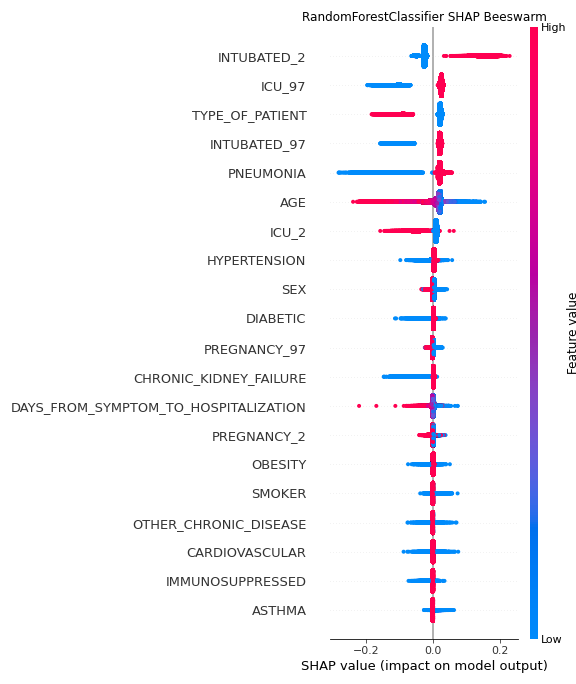 RandomForestClassifier SHAP Beeswarm
High
INTUBATED_2
ICU_97
TYPE_OF_PATIENT
INTUBATED_97
PNEUMONIA
AGE
ICU_2
HYPERTENSION
SEX
DIABETIC
PREGNANCY_97
CHRONIC_KIDNEY_FAILURE
DAYS_FROM_SYMPTOM_TO_HOSPITALIZATION
PREGNANCY_2
OBESITY
SMOKER
OTHER_CHRONIC_DISEASE
CARDIOVASCULAR
IMMUNOSUPPRESSED
ASTHMA
Feature value
Low
−0.2 0.0 0.2
SHAP value (impact on model output)